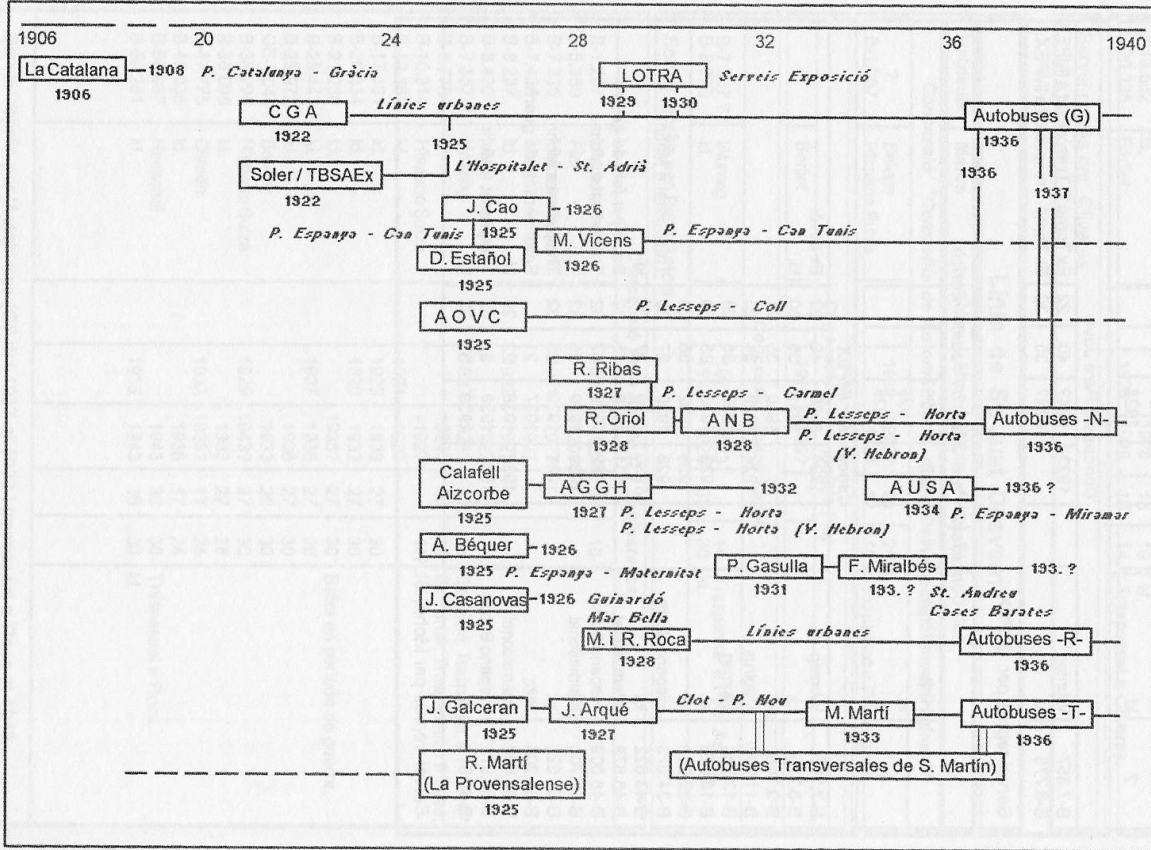 1906 20 24 28 32 36 1940
La Catalana 1908 P. Catalunya - Gràcia
1906
LOTRA Serveis Exposició
1929 1930
C G A Línies urbanes Autobuses (G)
1922 1925 1936 1936 1937
Soler / TBSAEx L'Hospitalet - St. Adrià
1922
J. Cao 1926
1925
P. Espanya - Can Tunis
D. Estañol
1925
M. Vicens P. Espanya - Can Tunis
1926
A O V C P. Lesseps - Coll
1925
R. Ribas
1927 P. Lesseps - Carmel
R. Oriol A N B P. Lesseps - Horta Autobuses -N-
1928 1928 P. Lesseps - Horta 1936
(V. Hebron)
Calafell
Aizcorbe
1925
A G G H 1932
1927 P. Lesseps - Horta
P. Lesseps - Horta (V. Hebron)
A U S A 1936 ?
1934 P. Espanya - Miramar
A. Béquer 1926
1925 P. Espanya - Maternitat
P. Gasulla F. Miralbés 193. ?
1931 193. ? St. Andreu
Cases Barates
J. Casanovas 1926 Guinardó
1925 Mar Bella
M. i R. Roca Línies urbanes Autobuses -R-
1928 1936
J. Galceran J. Arqué Clot - P. Nou M. Martí Autobuses -T-
1925 1927 1933 1936
R. Martí
(La Provensalense)
1925
(Autobuses Transversales de S. Martín)